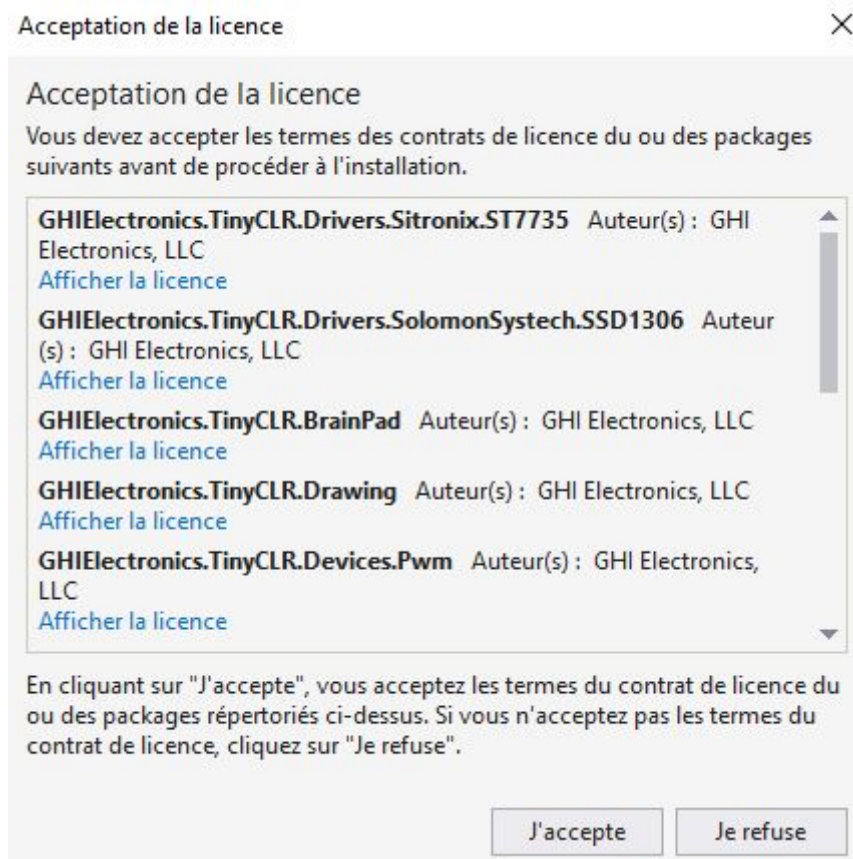 Acceptation de la licence
Acceptation de la licence
Vous devez accepter les termes des contrats de licence du ou des packages
suivants avant de procéder à l'installation.
GHIElectronics.TinyCLR.Drivers.Sitronix.ST7735 Auteur(s) : GHI
Electronics, LLC
Afficher la licence
GHIElectronics.TinyCLR.Drivers.SolomonSystech.SSD1306 Auteur
(s) : GHI Electronics, LLC
Afficher la licence
GHIElectronics.TinyCLR.BrainPad Auteur(s) : GHI Electronics, LLC
Afficher la licence
GHIElectronics.TinyCLR.Drawing Auteur(s) : GHI Electronics, LLC
Afficher la licence
GHIElectronics.TinyCLR.Devices.Pwm Auteur(s) : GHI Electronics,
LLC
Afficher la licence
En cliquant sur "J'accepte", vous acceptez les termes du contrat de licence du
ou des packages répertoriés ci-dessus. Si vous n'acceptez pas les termes du
contrat de licence, cliquez sur "Je refuse".
J'accepte Je refuse